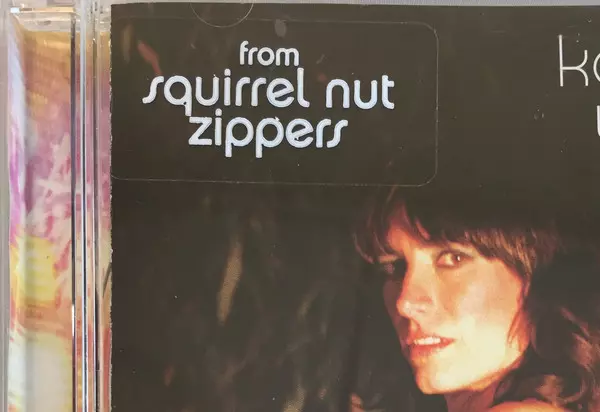 from
squirrel nut
zippers